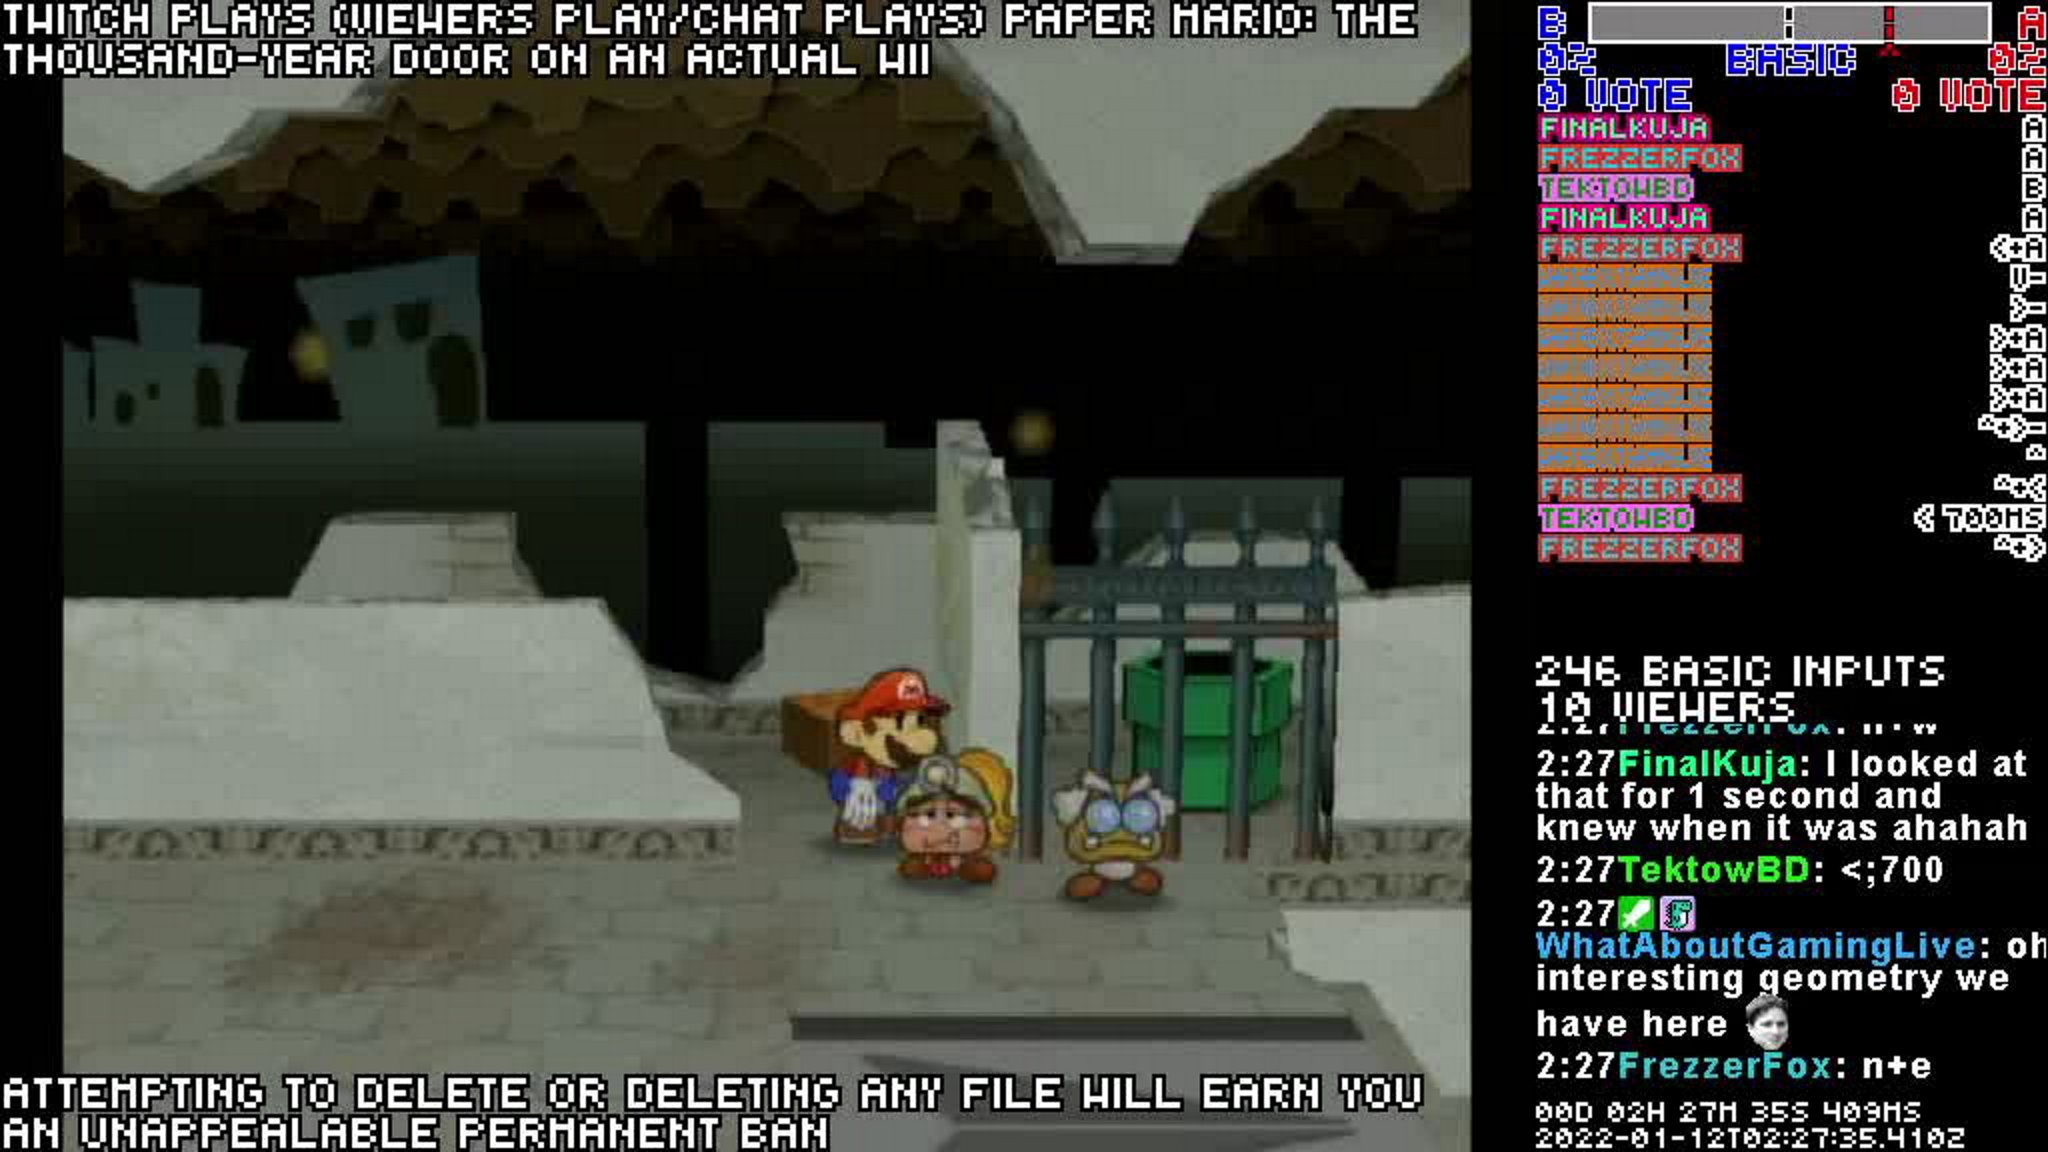 TWITCH PLAYS (VIEWERS PLAY/CHAT PLAYS) PAPER MARIO: THE
THOUSAND-YEAR DOOR ON AN ACTUAL WII
B A
0% BASIC 0%
0 VOTE 0 VOTE
FINALKUJA A
FREZZERFOX A
TEKTOWBD B
FINALKUJA A
FREZZERFOX <+A
FREZZERFOX
TEKTOWBD < 700MS
FREZZERFOX
246 BASIC INPUTS
10 VIEWERS
2:27FrezzerFox: n+w
2:27FinalKuja: I looked at
that for 1 second and
knew when it was ahahah
2:27TektowBD: <;700
2:27
WhatAboutGamingLive: oh
interesting geometry we
have here
2:27FrezzerFox: n+e
00D 02H 27M 35S 409MS
2022-01-12T02:27:35.410Z
ATTEMPTING TO DELETE OR DELETING ANY FILE WILL EARN YOU
AN UNAPPEALABLE PERMANENT BAN